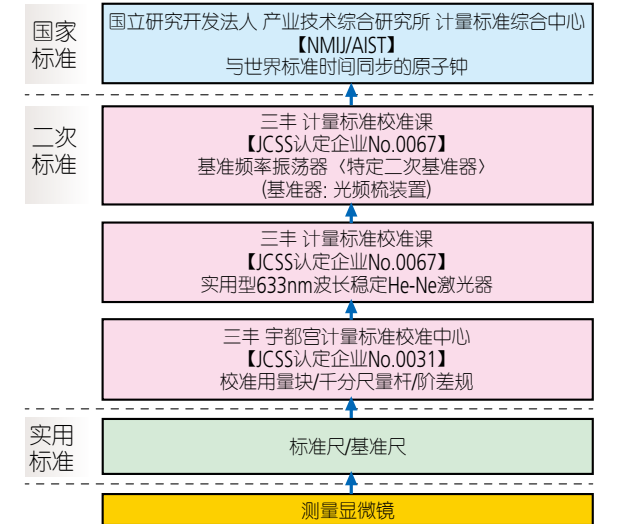 国家
标准
国立研究开发法人 产业技术综合研究所 计量标准综合中心
【NMIJ/AIST】
与世界标准时间同步的原子钟
二次
标准
三丰 计量标准校准课
【JCSS认定企业No.0067】
基准频率振荡器〈特定二次基准器〉
(基准器: 光频梳装置)
三丰 计量标准校准课
【JCSS认定企业No.0067】
实用型633nm波长稳定He-Ne激光器
三丰 宇都宫计量标准校准中心
【JCSS认定企业No.0031】
校准用量块/千分尺量杆/阶差规
实用
标准
标准尺/基准尺
测量显微镜